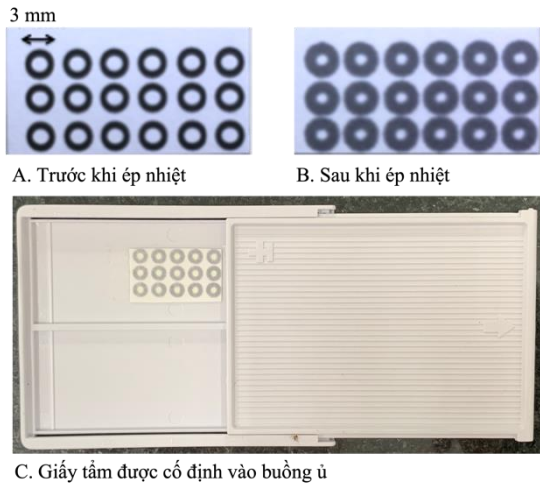 3 mm
A. Trước khi ép nhiệt
B. Sau khi ép nhiệt
C. Giấy tẩm được cố định vào buồng ủ